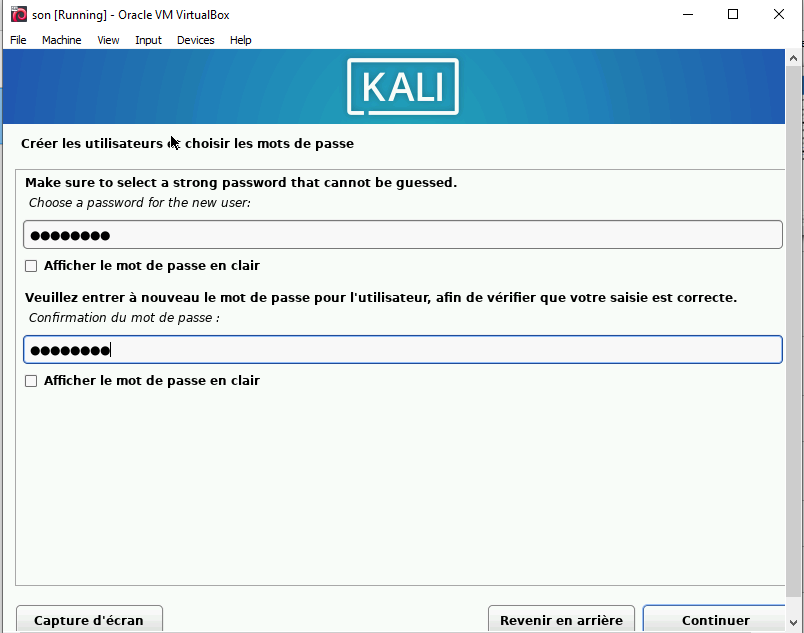 son [Running] - Oracle VM VirtualBox
File Machine View Input Devices Help
KALI
Créer les utilisateurs et choisir les mots de passe
Make sure to select a strong password that cannot be guessed.
Choose a password for the new user:
●●●●●●●●
Afficher le mot de passe en clair
Veuillez entrer à nouveau le mot de passe pour l'utilisateur, afin de vérifier que votre saisie est correcte.
Confirmation du mot de passe :
●●●●●●●●
Afficher le mot de passe en clair
Capture d'écran Revenir en arrière Continuer